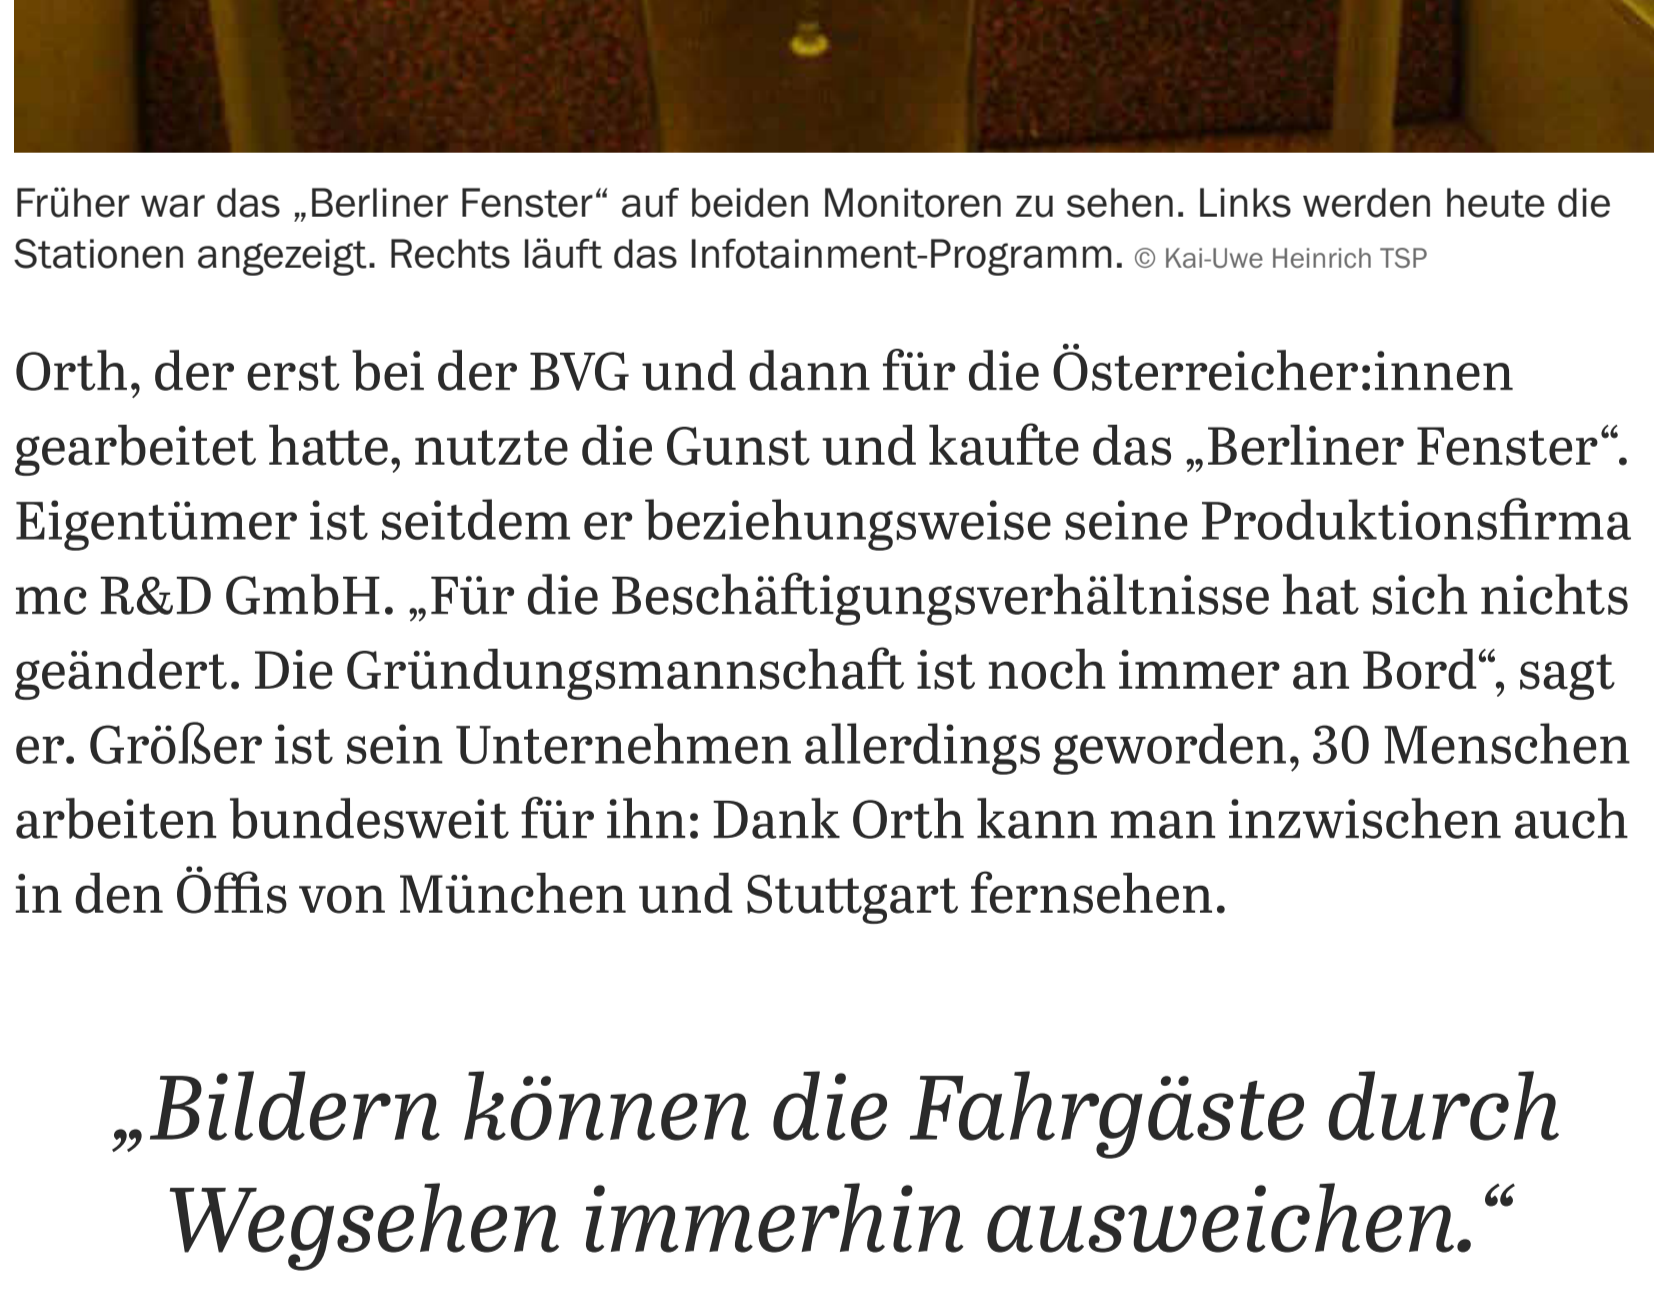 Früher war das „Berliner Fenster“ auf beiden Monitoren zu sehen. Links werden heute die
Stationen angezeigt. Rechts läuft das Infotainment-Programm. © Kai-Uwe Heinrich TSP
Orth, der erst bei der BVG und dann für die Österreicher:innen
gearbeitet hatte, nutzte die Gunst und kaufte das „Berliner Fenster“.
Eigentümer ist seitdem er beziehungsweise seine Produktionsfirma
mc R&D GmbH. „Für die Beschäftigungsverhältnisse hat sich nichts
geändert. Die Gründungsmannschaft ist noch immer an Bord“, sagt
er. Größer ist sein Unternehmen allerdings geworden, 30 Menschen
arbeiten bundesweit für ihn: Dank Orth kann man inzwischen auch
in den Öffis von München und Stuttgart fernsehen.
„Bildern können die Fahrgäste durch
Wegsehen immerhin ausweichen.“